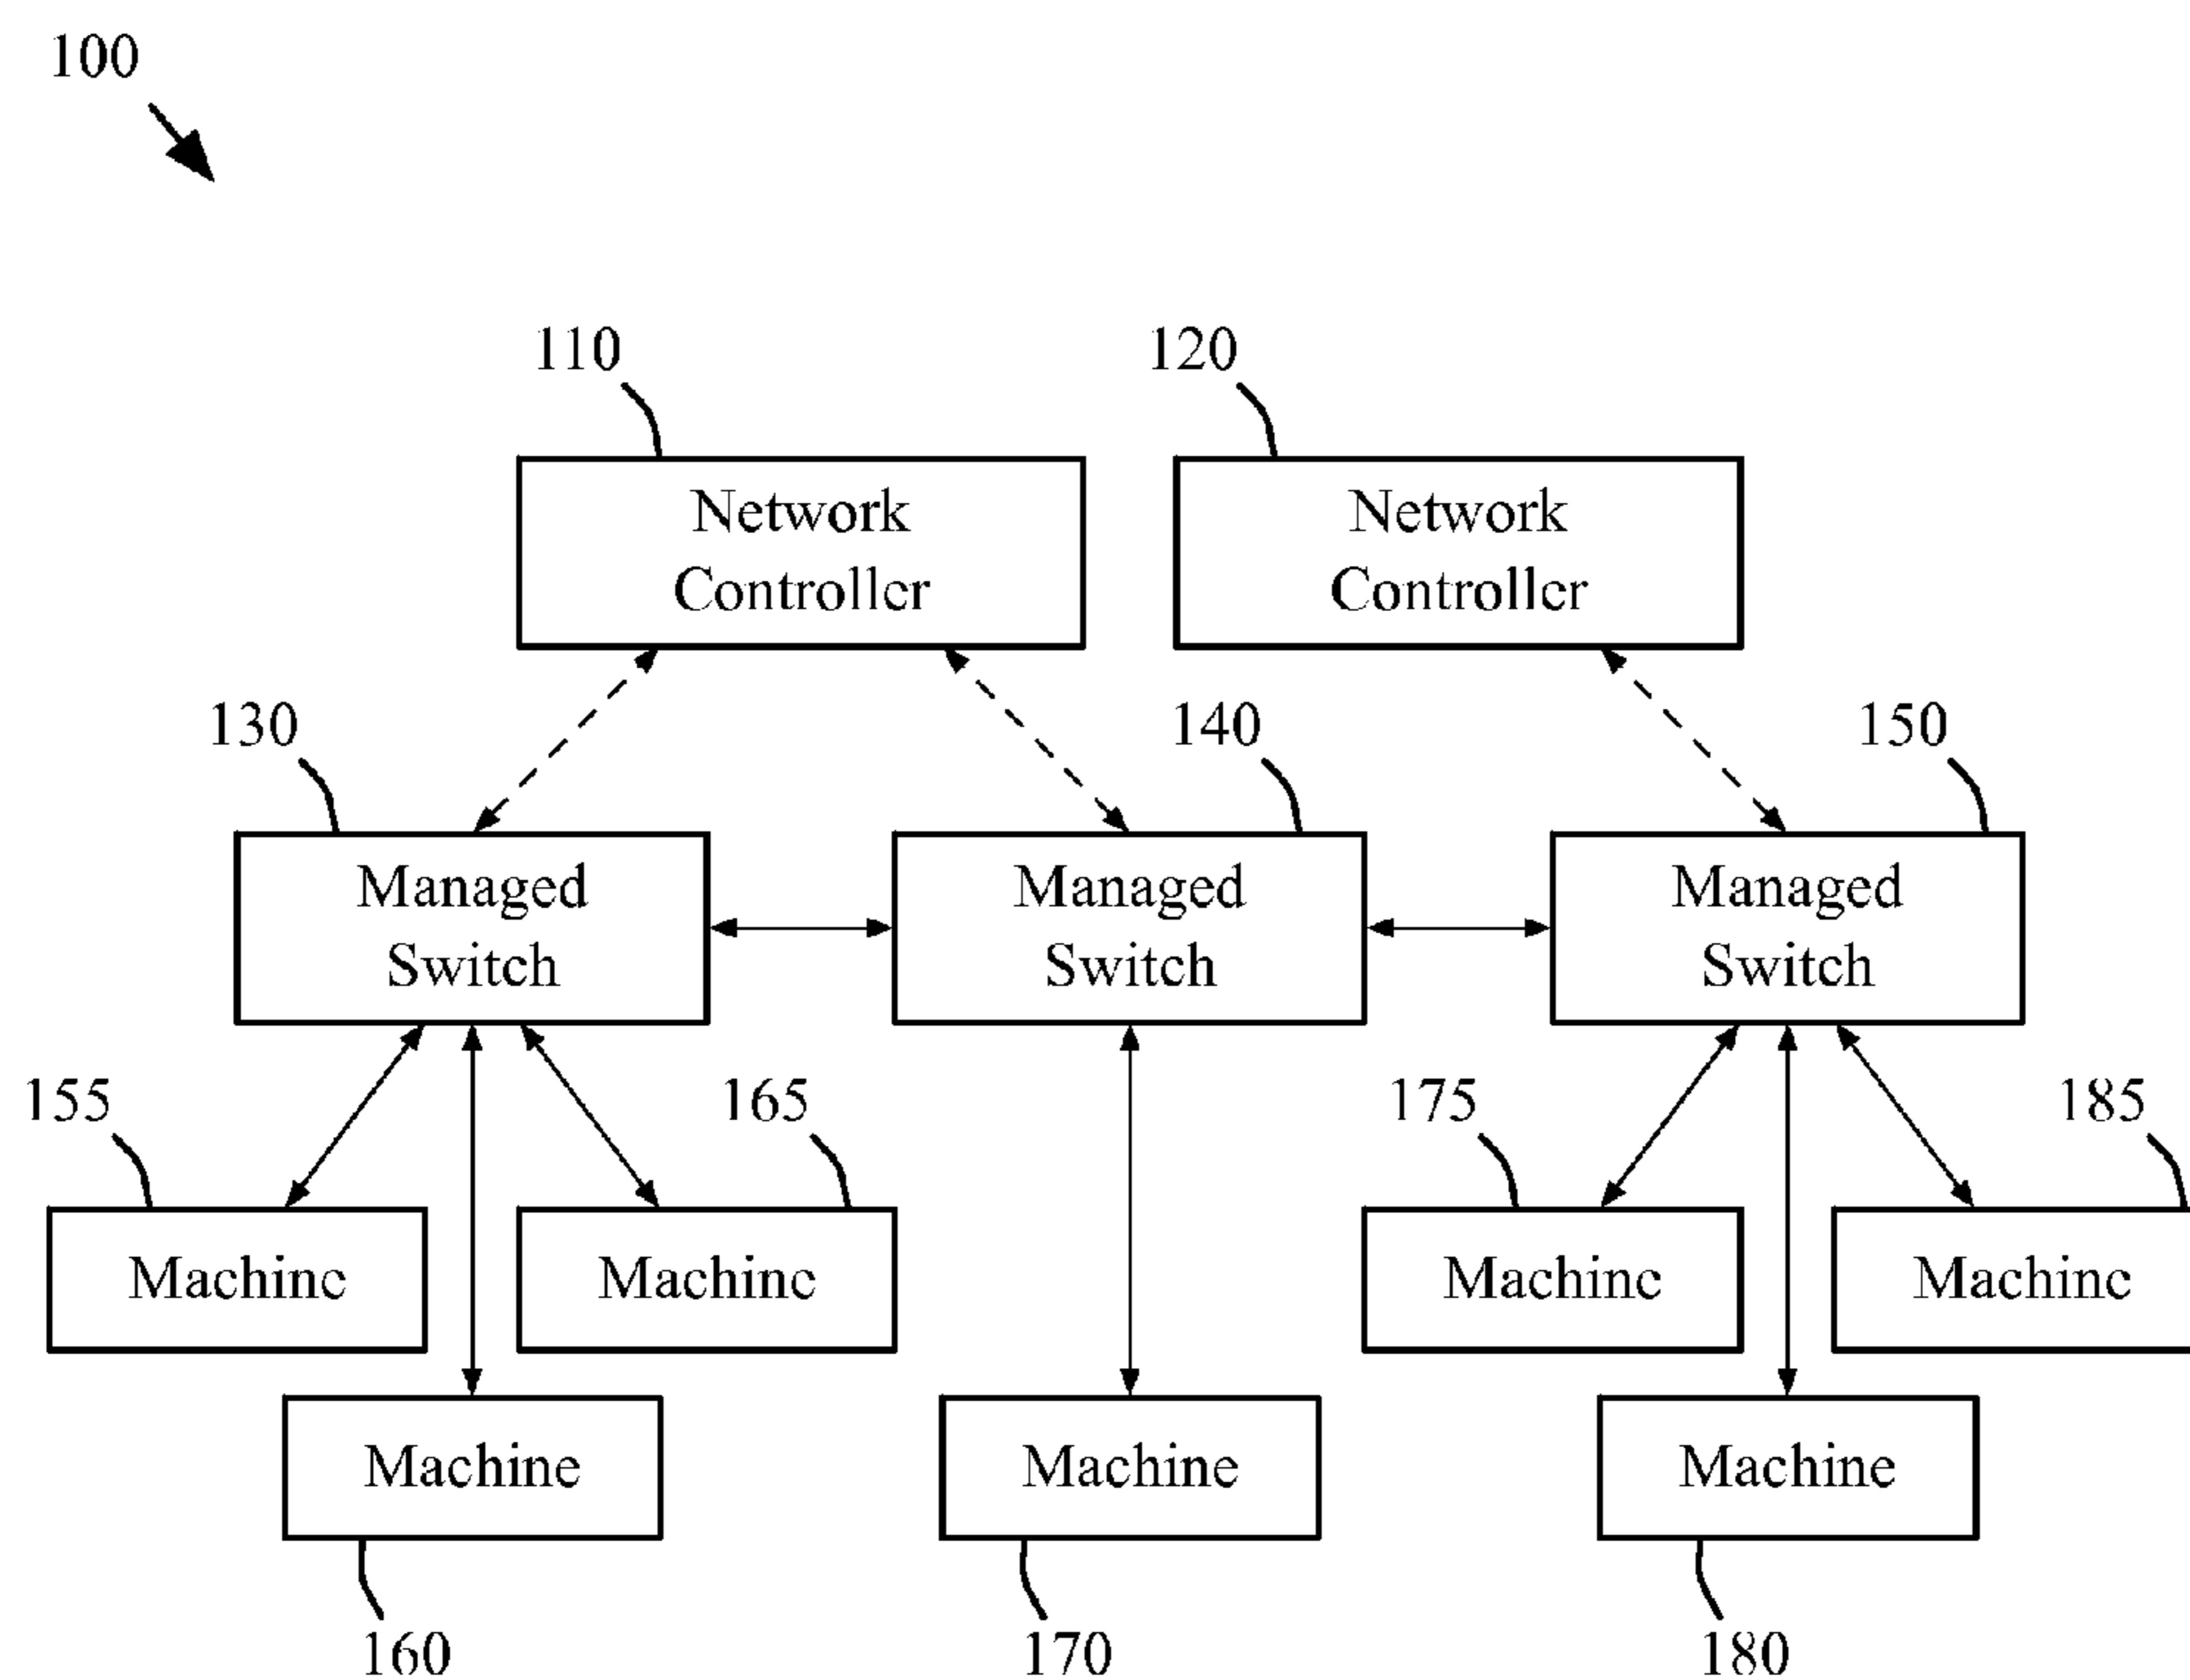 100
110
120
Network
Controller
Network
Controller
130
140
150
Managed
Switch
Managed
Switch
Managed
Switch
155
165
175
185
Machine
Machine
Machine
Machine
Machine
Machine
Machine
160
170
180